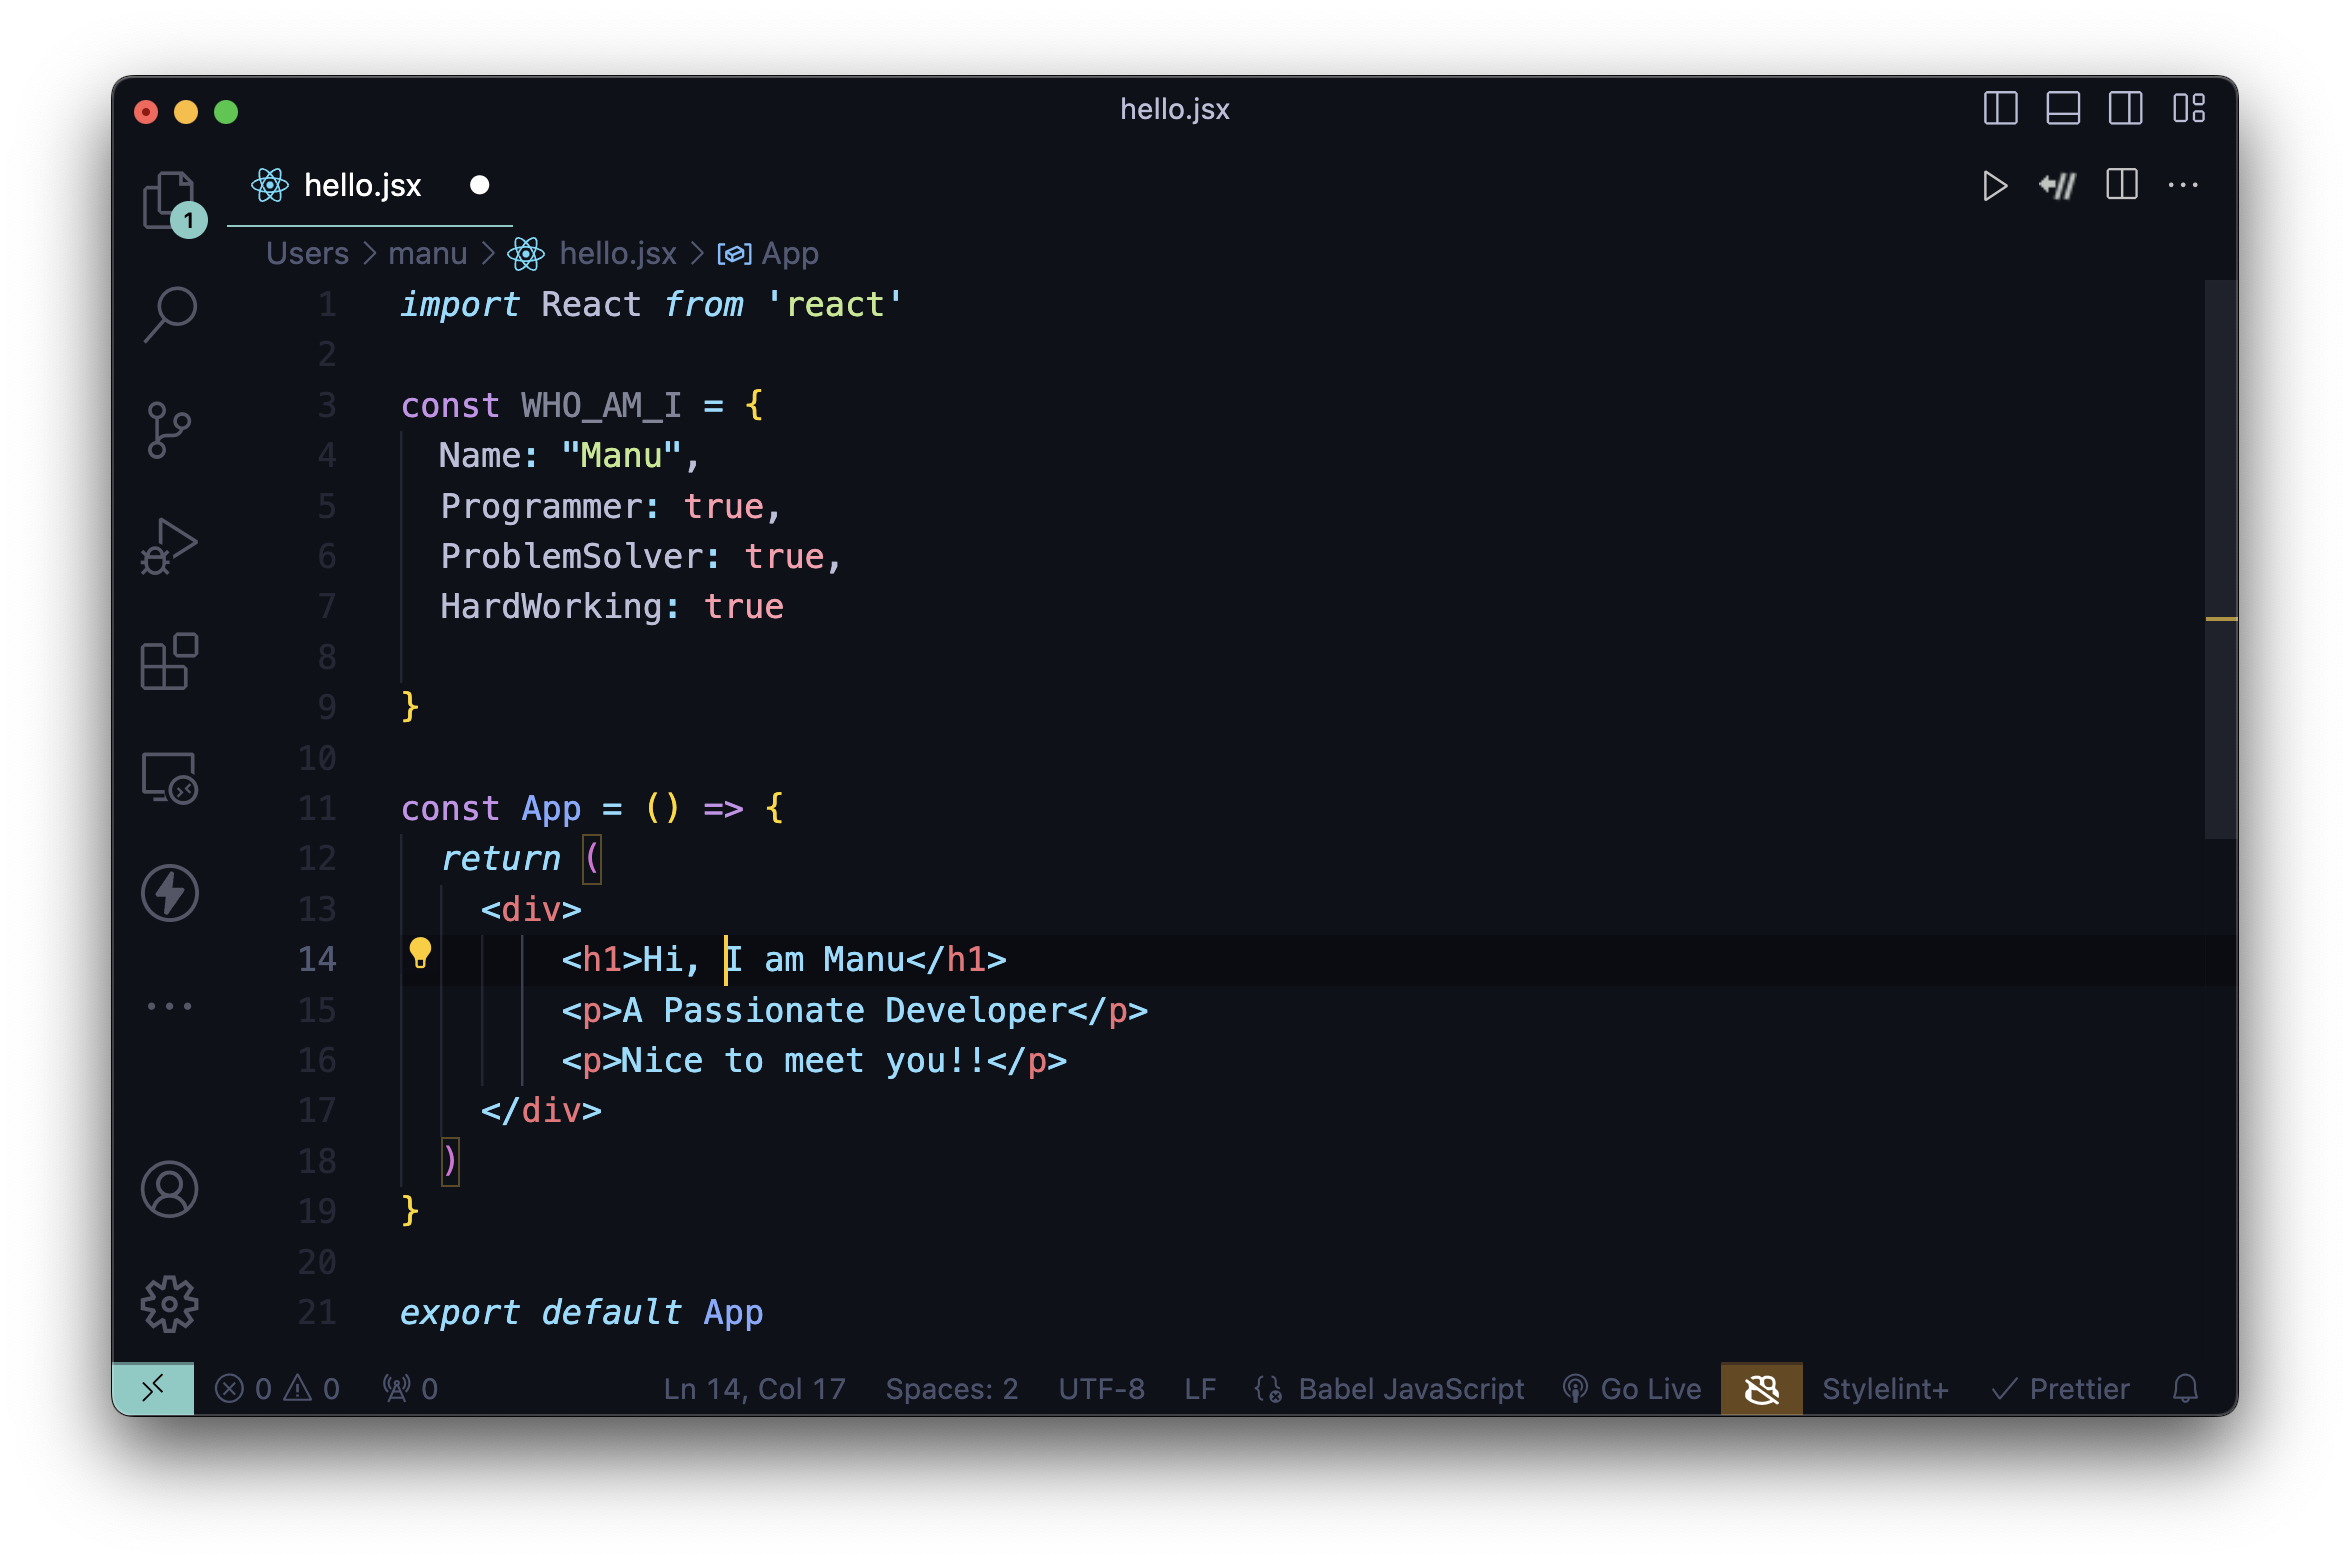 hello.jsx
hello.jsx
1
Users > manu > hello.jsx > App
1 import React from 'react'
2
3 const WHO_AM_I = {
4 Name: "Manu",
5 Programmer: true,
6 ProblemSolver: true,
7 HardWorking: true
8
9 }
10
11 const App = () => {
12 return (
13 <div>
14 <h1>Hi, I am Manu</h1>
15 <p>A Passionate Developer</p>
16 <p>Nice to meet you!!</p>
17 </div>
18 )
19 }
20
21 export default App
0 0 0 Ln 14, Col 17 Spaces: 2 UTF-8 LF Babel JavaScript Go Live Stylelint+ Prettier